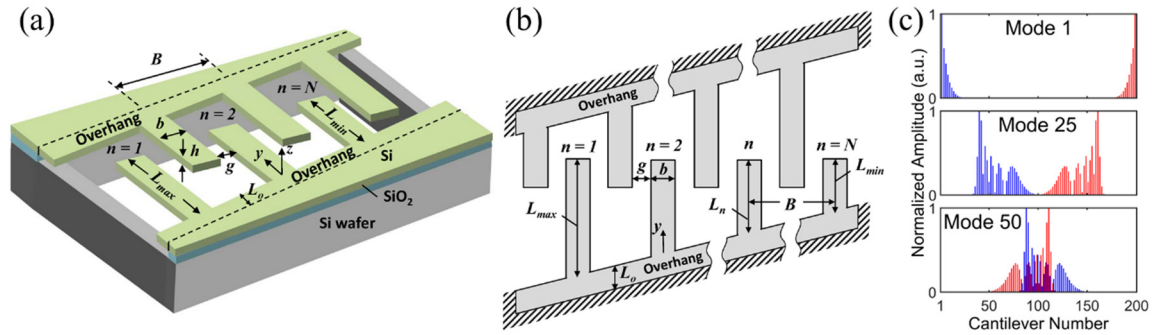 (a)
B
n = N
Overhang
n = 2
L_min
b
n = 1
h
z
y
g
Overhang
Si
L_max
L_o
SiO2
Si wafer
(b)
Overhang
n = 1
n = 2
n
n = N
g
b
L_min
L_max
L_n
B
y
L_o
Overhang
(c)
Normalized Amplitude (a.u.)
1
Mode 1
0
1
Mode 25
0
1
Mode 50
0
1
50
100
150
200
Cantilever Number